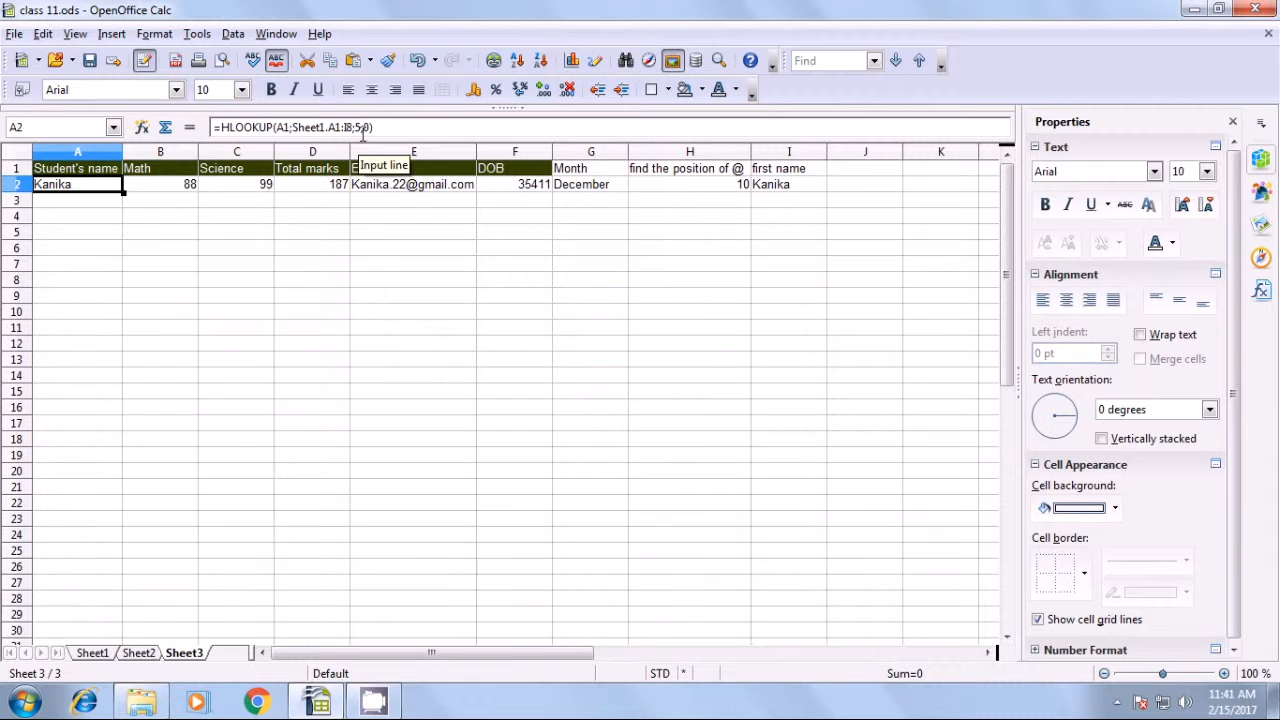 class 11.ods - OpenOffice Calc
File Edit View Insert Format Tools Data Window Help
Find
Arial 10
A2 =HLOOKUP(A1;Sheet1.A1:I8;5;0)
Input line
A B C D E F G H I J K
1 Student's name Math Science Total marks DOB Month find the position of @ first name
2 Kanika 88 99 187 Kanika.22@gmail.com 35411 December 10 Kanika
3
4
5
6
7
8
9
10
11
12
13
14
15
16
17
18
19
20
21
22
23
24
25
26
27
28
29
30
Sheet1 Sheet2 Sheet3
Sheet 3 / 3 Default STD * Sum=0 100 %
Properties
Text
Arial 10
Alignment
Left indent:
0 pt
Wrap text
Merge cells
Text orientation:
0 degrees
Vertically stacked
Cell Appearance
Cell background:
Cell border:
Show cell grid lines
Number Format
11:41 AM
2/15/2017